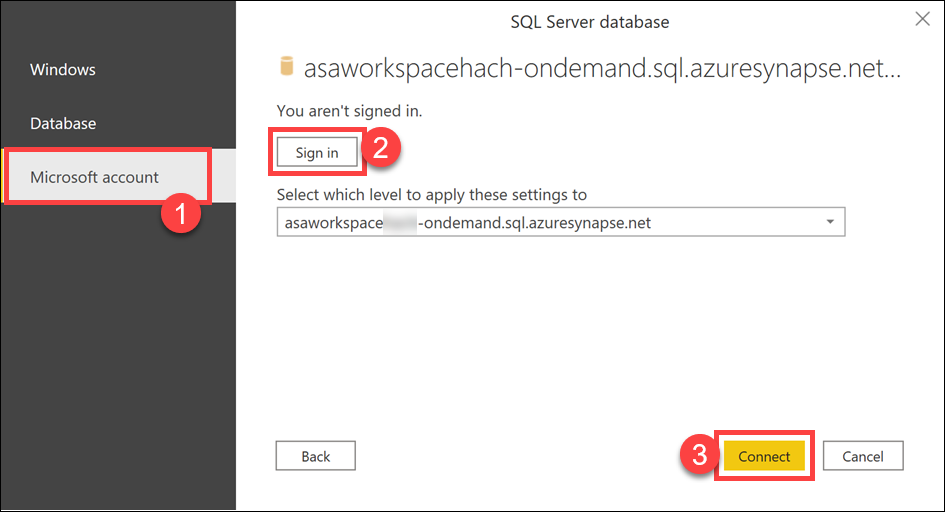 SQL Server database
Windows
Database
Microsoft account
1
asaworkspacehach-ondemand.sql.azuresynapse.net...
You aren't signed in.
Sign in
2
Select which level to apply these settings to
asaworkspace -ondemand.sql.azuresynapse.net
Back
3
Connect
Cancel